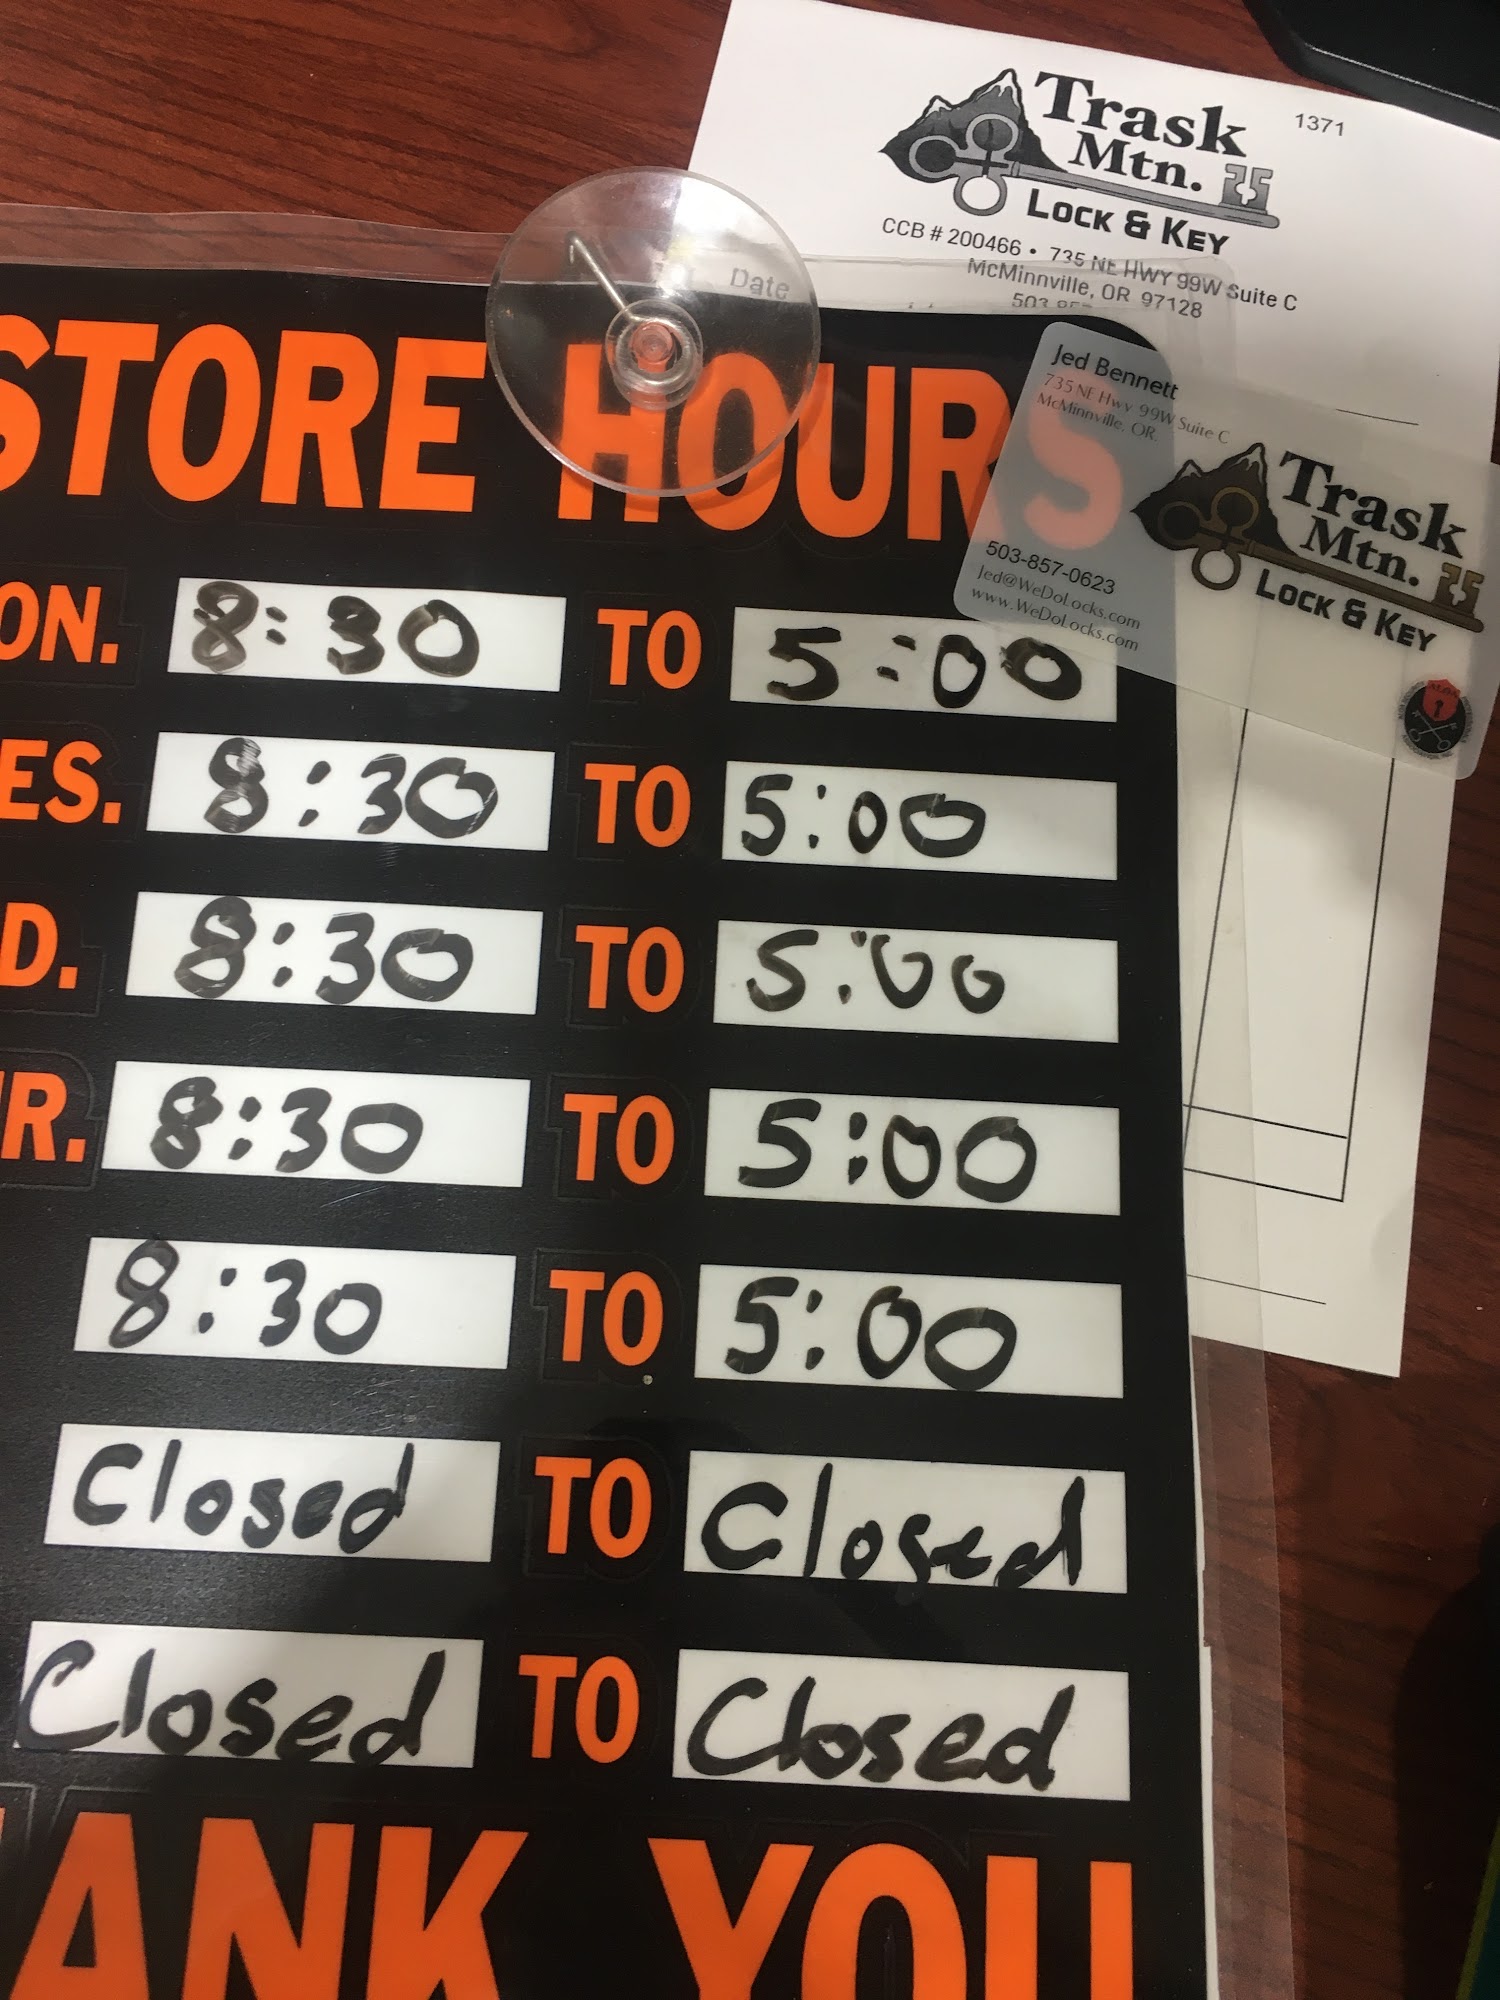 Trask
Mtn.
LOCK & KEY
1371
CCB # 200466 • 735 NE HWY 99W Suite C
McMinnville, OR 97128
Date
STORE HOURS
Jed Bennett
735 NE Hwy 99W Suite C
McMinnville, OR.
Trask
Mtn.
LOCK & KEY
503-857-0623
Jed@WeDoLocks.com
www.WeDoLocks.com
ON. 8:30 TO 5:00
ES. 8:30 TO 5:00
D. 8:30 TO 5:00
R. 8:30 TO 5:00
8:30 TO 5:00
Closed TO Closed
Closed TO Closed
ANK YOU